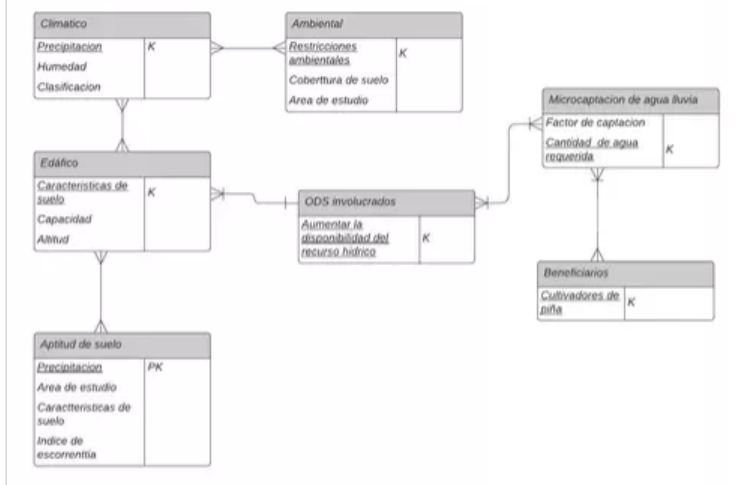 Climatico
Precipitacion K
Humedad
Clasificacion
Ambiental
Restricciones K
ambientales
Cobertura de suelo
Area de estudio
Microcaptacion de agua lluvia
Factor de captacion
Cantidad de agua K
requerida
Edáfico
Caracteristicas de K
suelo
Capacidad
Altitud
ODS involucrados
Aumentar la
disponibilidad del K
recurso hidrico
Beneficiarios
Cultivadores de K
piña
Aptitud de suelo
Precipitacion PK
Area de estudio
Caractteristicas de
suelo
Indice de
escorrenttia